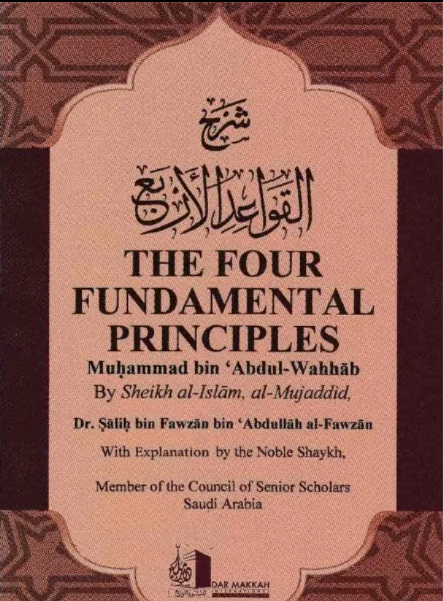 شرح
القواعد الأربع
THE FOUR
FUNDAMENTAL
PRINCIPLES
Muḥammad bin ‘Abdul-Wahhāb
By Sheikh al-Islām, al-Mujaddid,
Dr. Ṣāliḥ bin Fawzān bin ‘Abdullāh al-Fawzān
With Explanation by the Noble Shaykh,
Member of the Council of Senior Scholars
Saudi Arabia
DAR MAKKAH
INTERNATIONAL